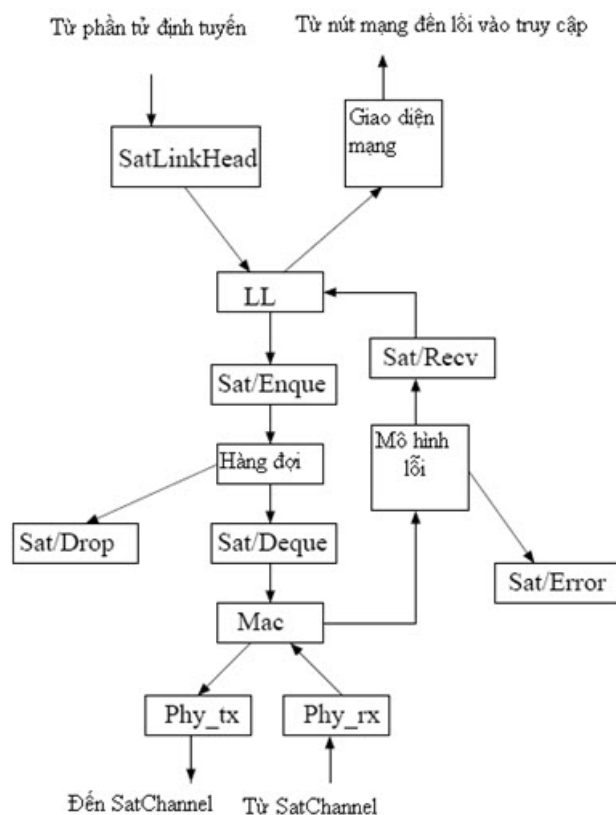 Từ phần tử định tuyến
Từ nút mạng đến lối vào truy cập
SatLinkHead
Giao diện
mạng
LL
Sat/Enque
Sat/Recv
Hàng đợi
Mô hình
lỗi
Sat/Drop
Sat/Deque
Sat/Error
Mac
Phy_tx
Phy_rx
Đến SatChannel
Từ SatChannel